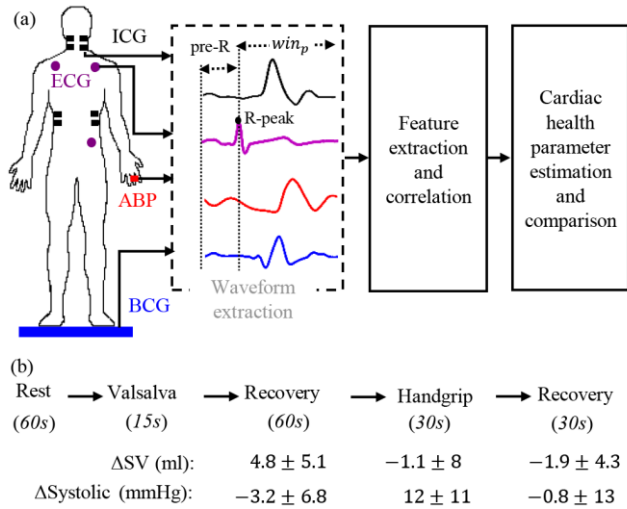 (a)
ICG
ECG
ABP
BCG
pre-R
win_p
R-peak
Waveform
extraction
Feature
extraction
and
correlation
Cardiac
health
parameter
estimation
and
comparison
(b)
Rest Valsalva Recovery Handgrip Recovery
(60s) (15s) (60s) (30s) (30s)
ΔSV (ml): 4.8 ± 5.1 −1.1 ± 8 −1.9 ± 4.3
ΔSystolic (mmHg): −3.2 ± 6.8 12 ± 11 −0.8 ± 13